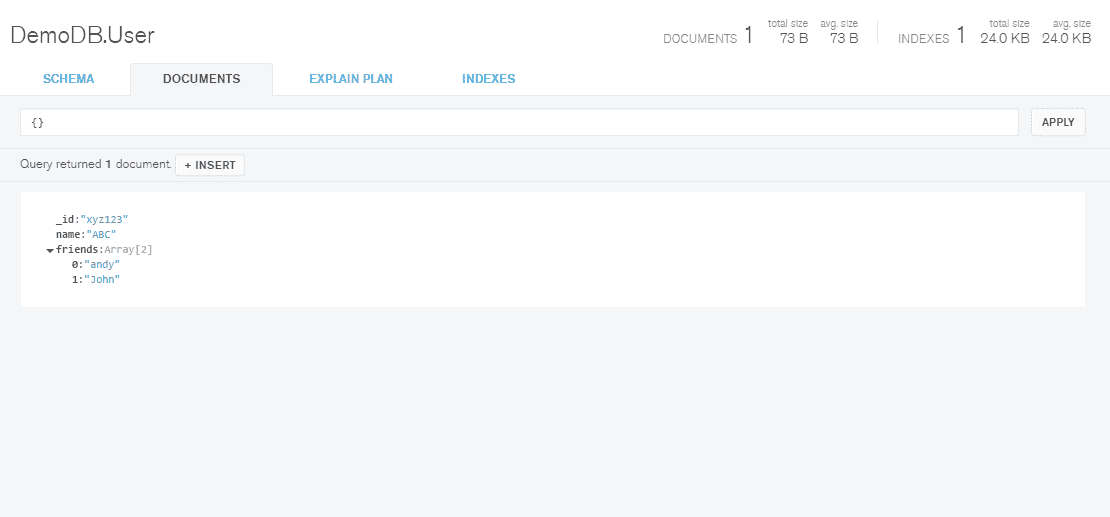 DemoDB.User
DOCUMENTS 1 total size 73 B avg. size 73 B INDEXES 1 total size 24.0 KB avg. size 24.0 KB
SCHEMA DOCUMENTS EXPLAIN PLAN INDEXES
{} APPLY
Query returned 1 document. + INSERT
_id:"xyz123"
name:"ABC"
friends:Array[2]
0:"andy"
1:"John"